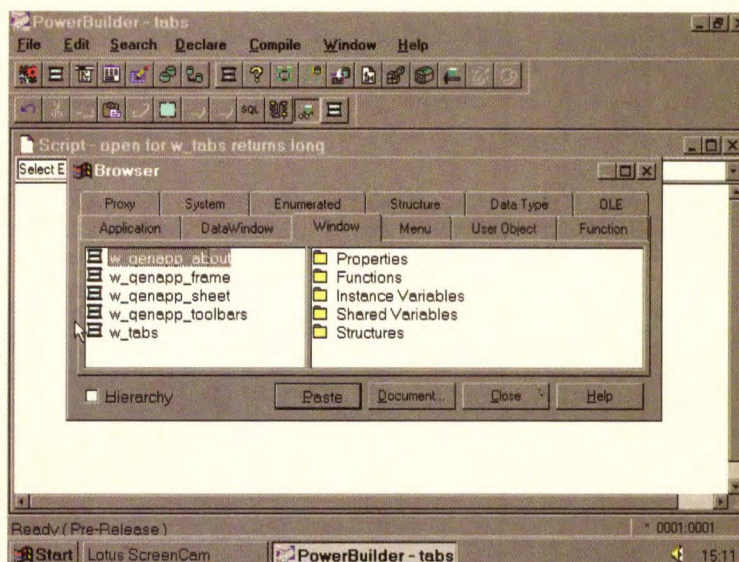 PowerBuilder - tabs
File Edit Search Declare Compile Window Help
SQL
Script - open for w_tabs returns long
Select E
Browser
Proxy System Enumerated Structure Data Type OLE
Application DataWindow Window Menu User Object Function
w_genapp_about
w_genapp_frame
w_genapp_sheet
w_genapp_toolbars
w_tabs
Properties
Functions
Instance Variables
Shared Variables
Structures
Hierarchy Paste Document... Close Help
Ready (Pre-Release) 0001:0001
Start Lotus ScreenCam PowerBuilder - tabs 15:11